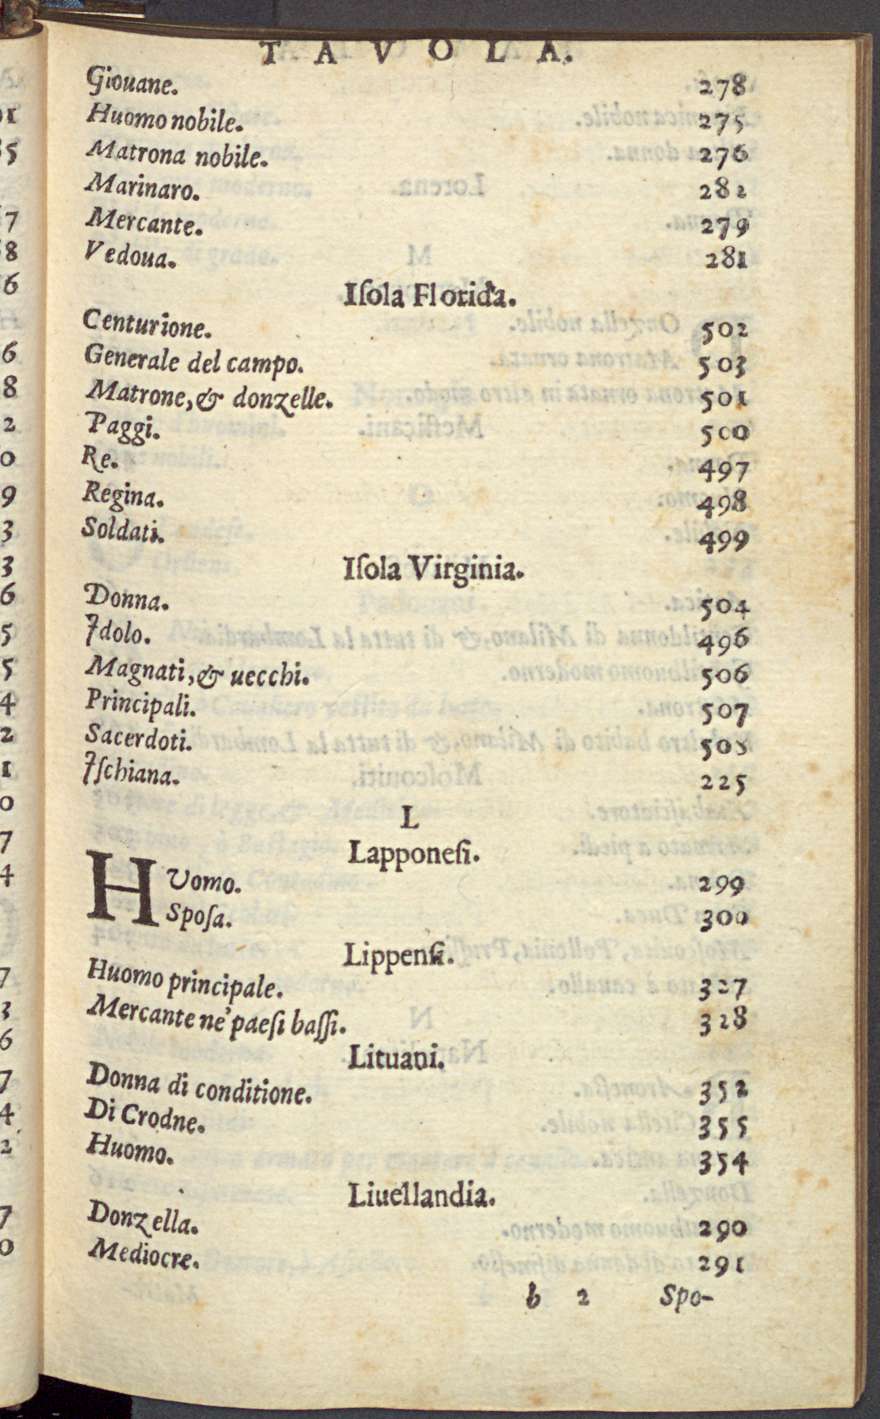 TAVOLA.
Giouane. 278
Huomo nobile. 275
Matrona nobile. 276
Marinaro. 282
Mercante. 279
Vedoua. 281
Iſola Florida.
Centurione. 502
Generale del campo. 503
Matrone, & donzelle. 501
Paggi. 500
Re. 497
Regina. 498
Soldati. 499
Iſola Virginia.
Donna. 504
Idolo. 496
Magnati, & uecchi. 506
Principali. 507
Sacerdoti. 505
Iſchiana. 225
L
Lapponeſi.
HVomo. 299
Spoſa. 300
Lippenſi.
Huomo principale. 327
Mercante ne' paeſi baſſi. 328
Lituani.
Donna di conditione. 352
Di Crodne. 355
Huomo. 354
Liuellandia.
Donzella. 290
Mediocre. 291
b 2 Spo-